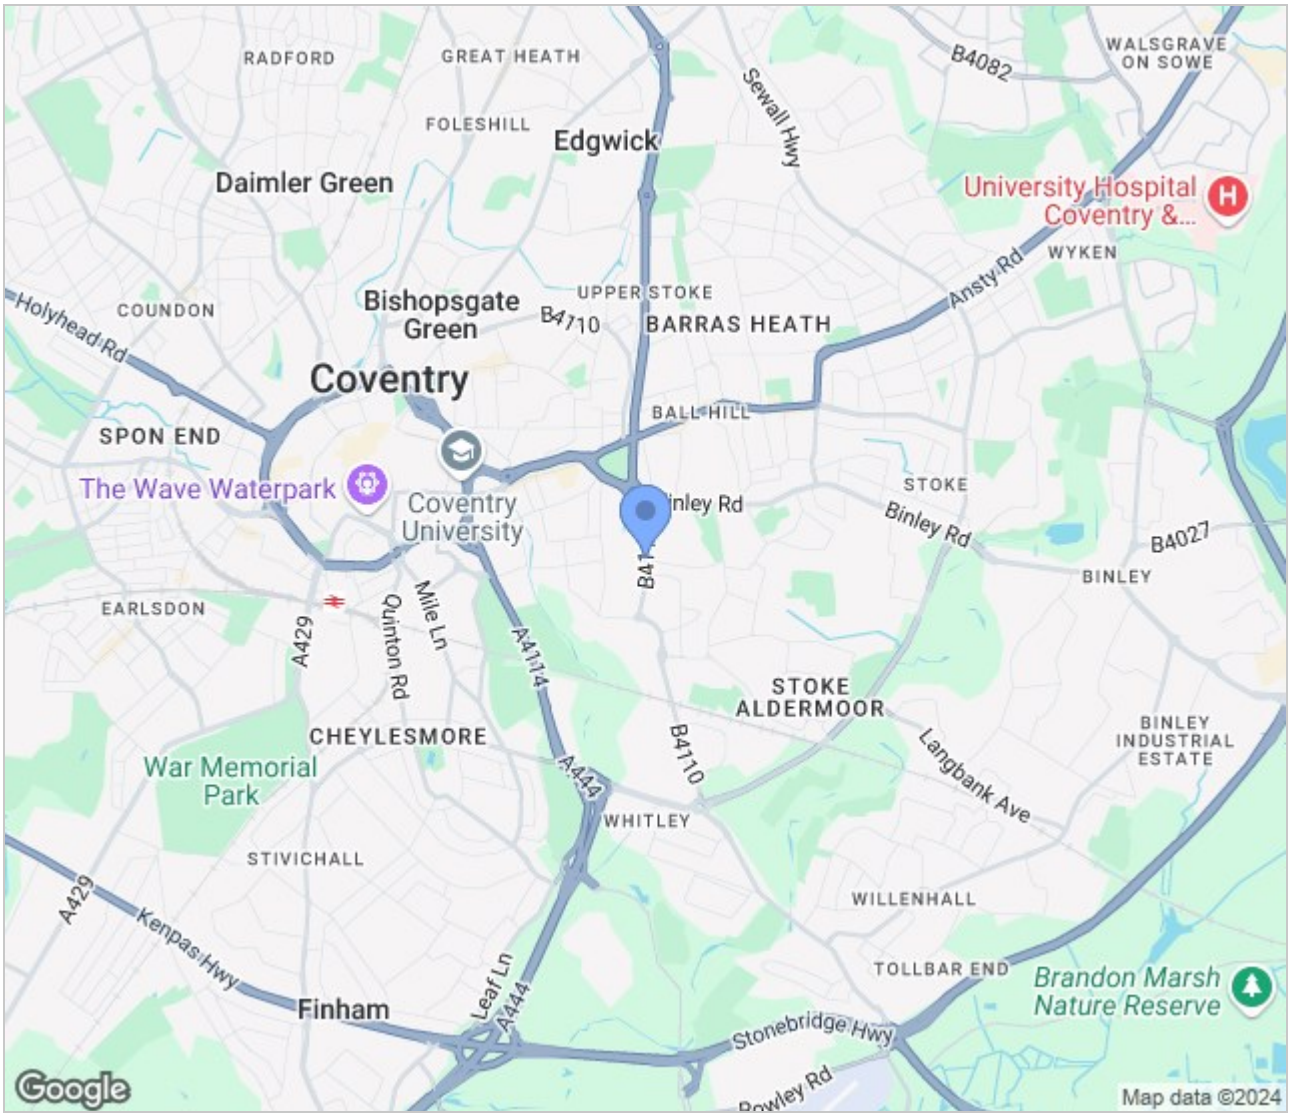 RADFORD
GREAT HEATH
WALSGRAVE
ON SOWE
B4082
Sewall Hwy
FOLESHILL
Edgwick
Daimler Green
University Hospital
Coventry &...
H
WYKEN
Ansty Rd
Holyhead Rd
COUNDON
Bishopsgate
Green
B4110
UPPER STOKE
BARRAS HEATH
Coventry
BALL HILL
SPON END
The Wave Waterpark
Coventry
University
inley Rd
STOKE
Binley Rd
B4027
B41
BINLEY
EARLSDON
A429
Quinton Rd
Mile Ln
A4114
STOKE
ALDERMOOR
CHEYLESMORE
War Memorial
Park
B4110
A444
Langbank Ave
BINLEY
INDUSTRIAL
ESTATE
WHITLEY
STIVICHALL
A429
Kenpas Hwy
WILLENHALL
Leaf Ln
A444
TOLLBAR END
Brandon Marsh
Nature Reserve
Finham
Stonebridge Hwy
Rowley Rd
Google
Map data ©2024